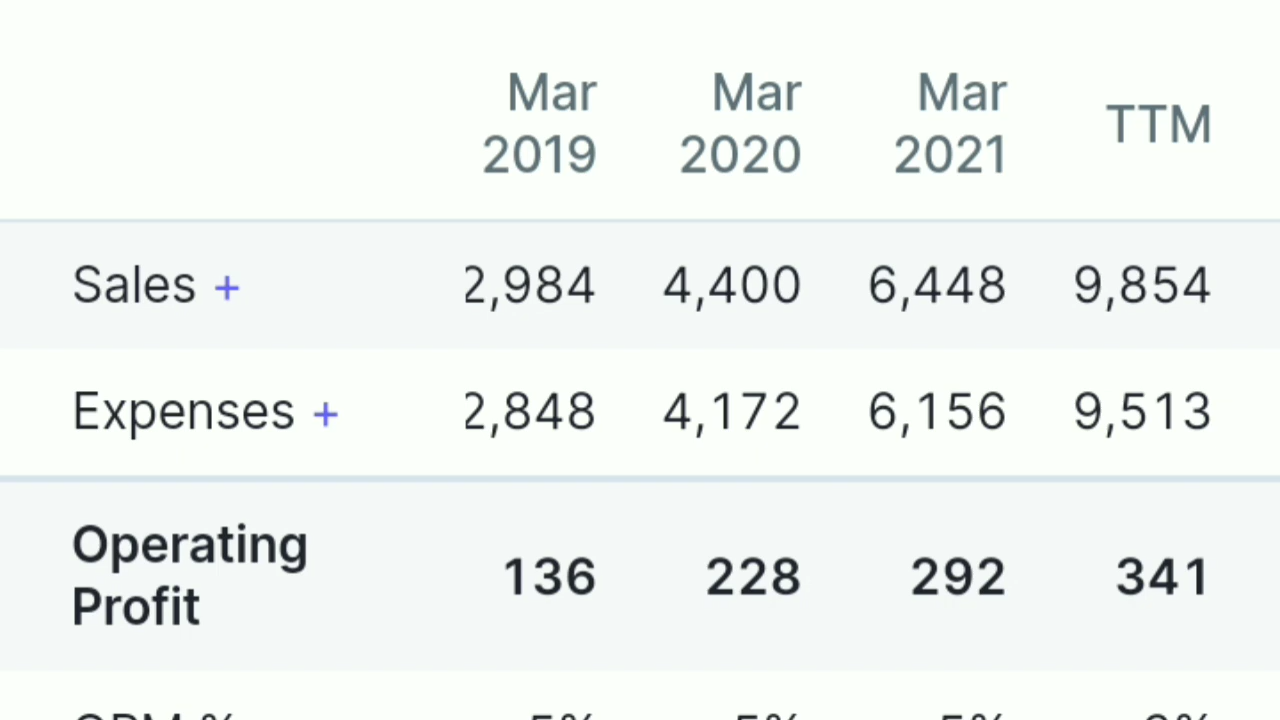 Mar 2019 Mar 2020 Mar 2021 TTM
Sales + 2,984 4,400 6,448 9,854
Expenses + 2,848 4,172 6,156 9,513
Operating Profit 136 228 292 341